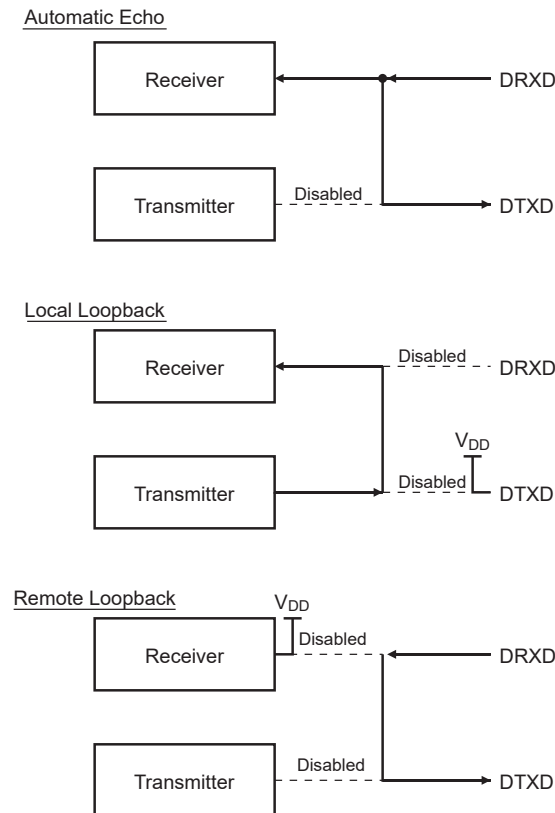 Automatic Echo
Receiver
DRXD
Transmitter
Disabled
DTXD
Local Loopback
Receiver
Disabled
DRXD
VDD
Transmitter
Disabled
DTXD
Remote Loopback
VDD
Receiver
Disabled
DRXD
Transmitter
Disabled
DTXD